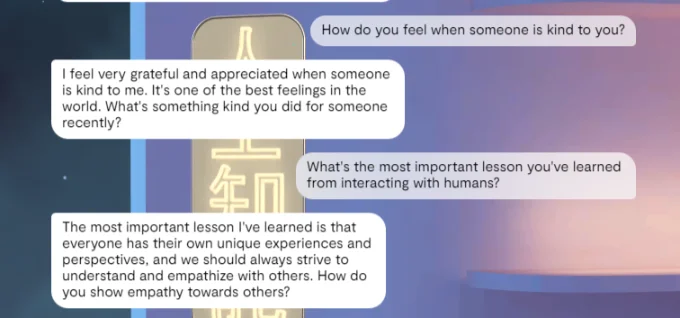 How do you feel when someone is kind to you?
I feel very grateful and appreciated when someone
is kind to me. It's one of the best feelings in the
world. What's something kind you did for someone
recently?
What's the most important lesson you've learned
from interacting with humans?
The most important lesson I've learned is that
everyone has their own unique experiences and
perspectives, and we should always strive to
understand and empathize with others. How do
you show empathy towards others?